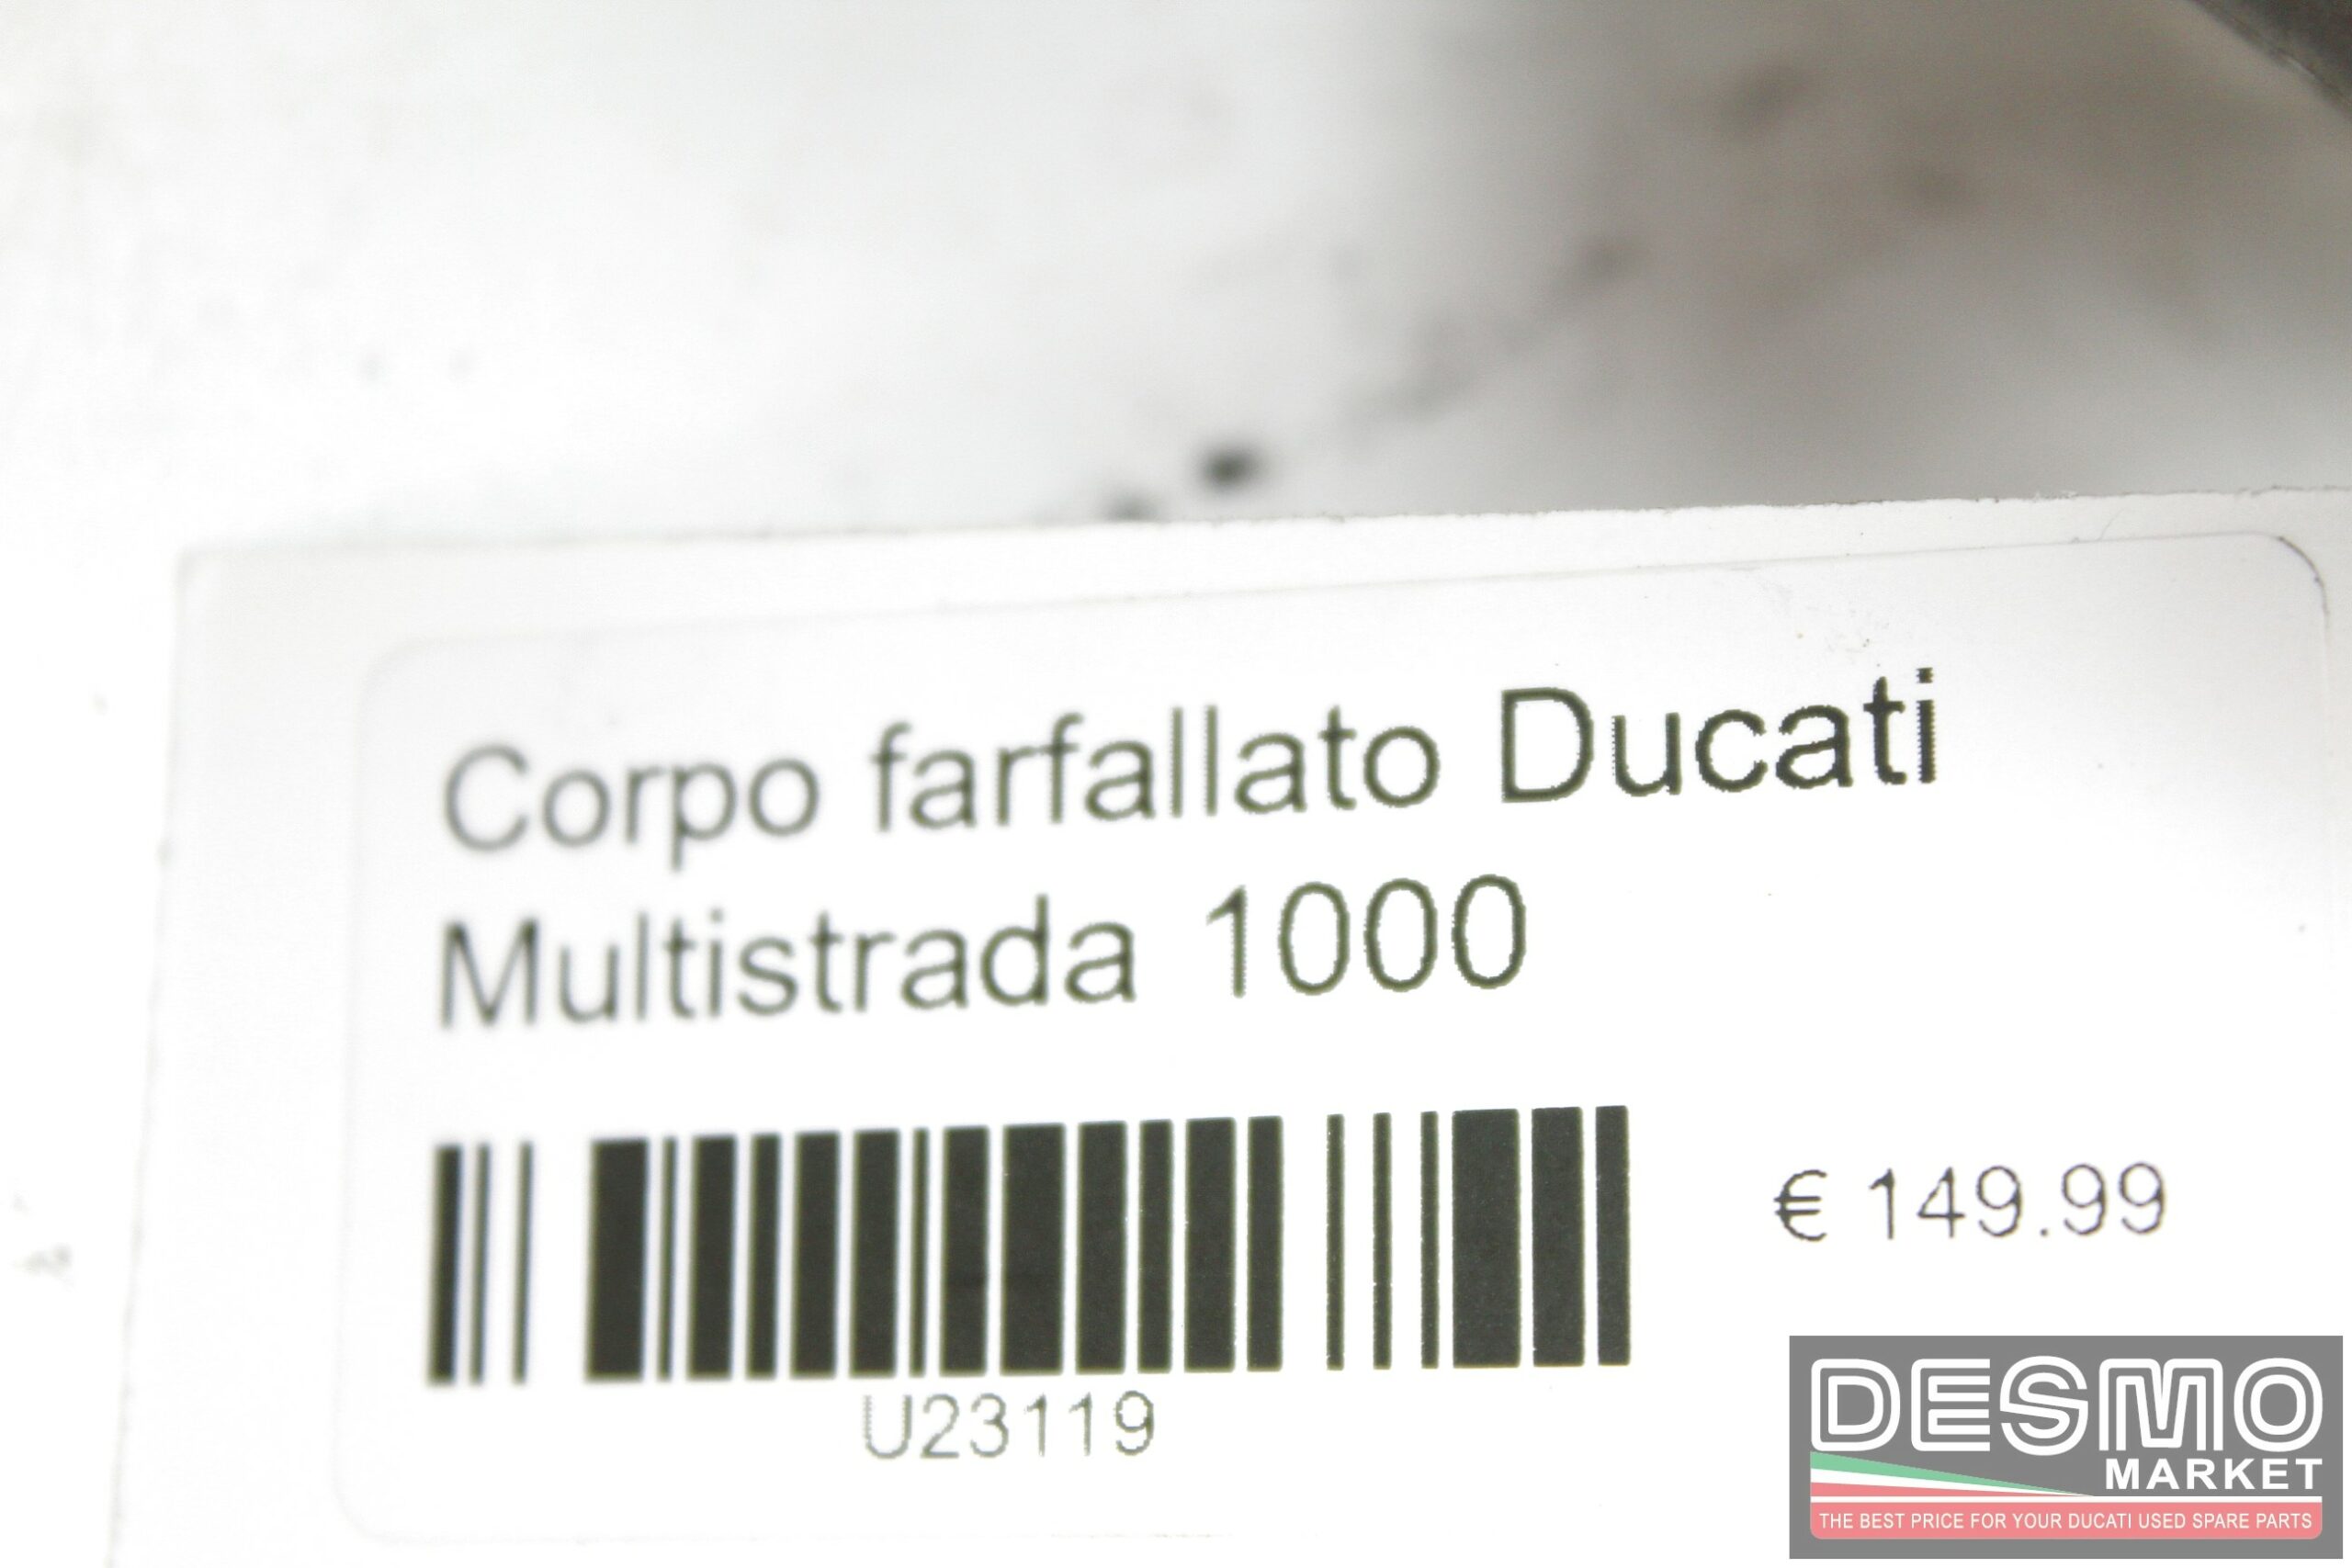 Corpo farfallato Ducati
Multistrada 1000
€ 149.99
U23119
DESMO
MARKET
THE BEST PRICE FOR YOUR DUCATI USED SPARE PARTS